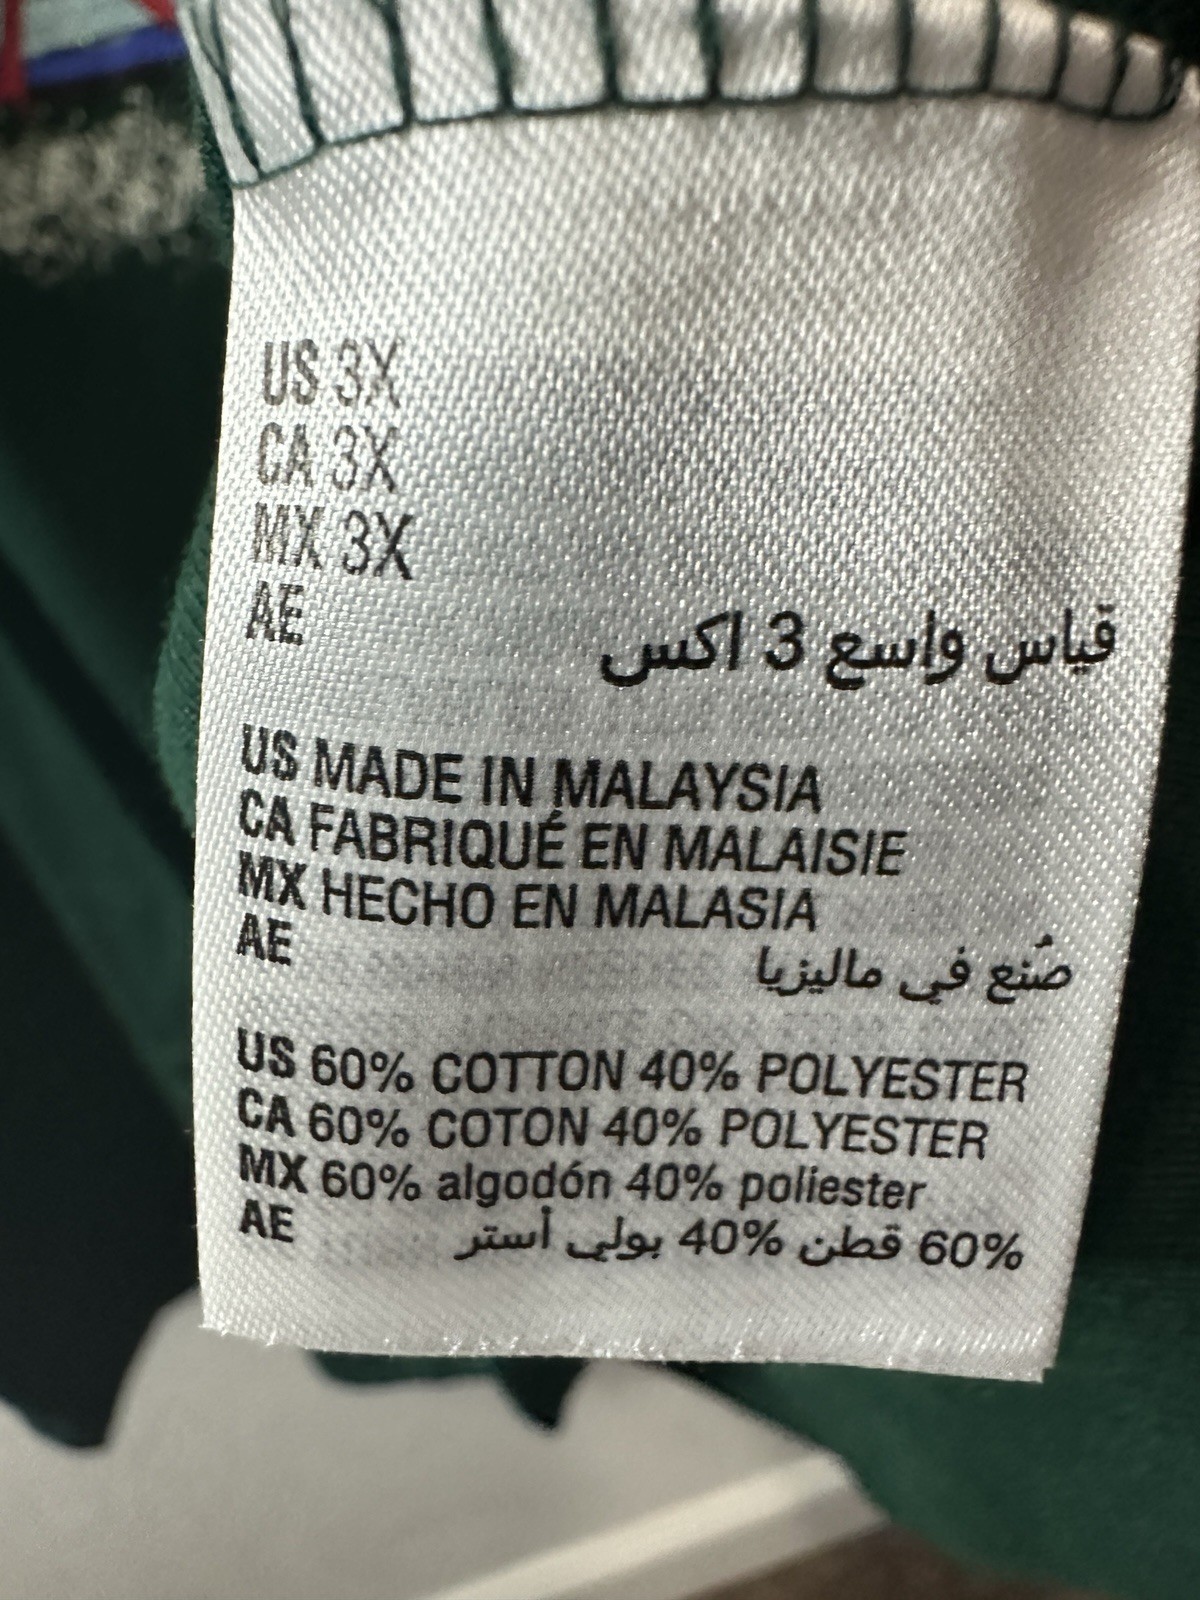 US 3X
CA 3X
MX 3X
AE
قياس واسع 3 اكس
US MADE IN MALAYSIA
CA FABRIQUÉ EN MALAISIE
MX HECHO EN MALASIA
AE
صُنع في ماليزيا
US 60% COTTON 40% POLYESTER
CA 60% COTON 40% POLYESTER
MX 60% algodón 40% poliester
AE
60% قطن 40% بولي أستر